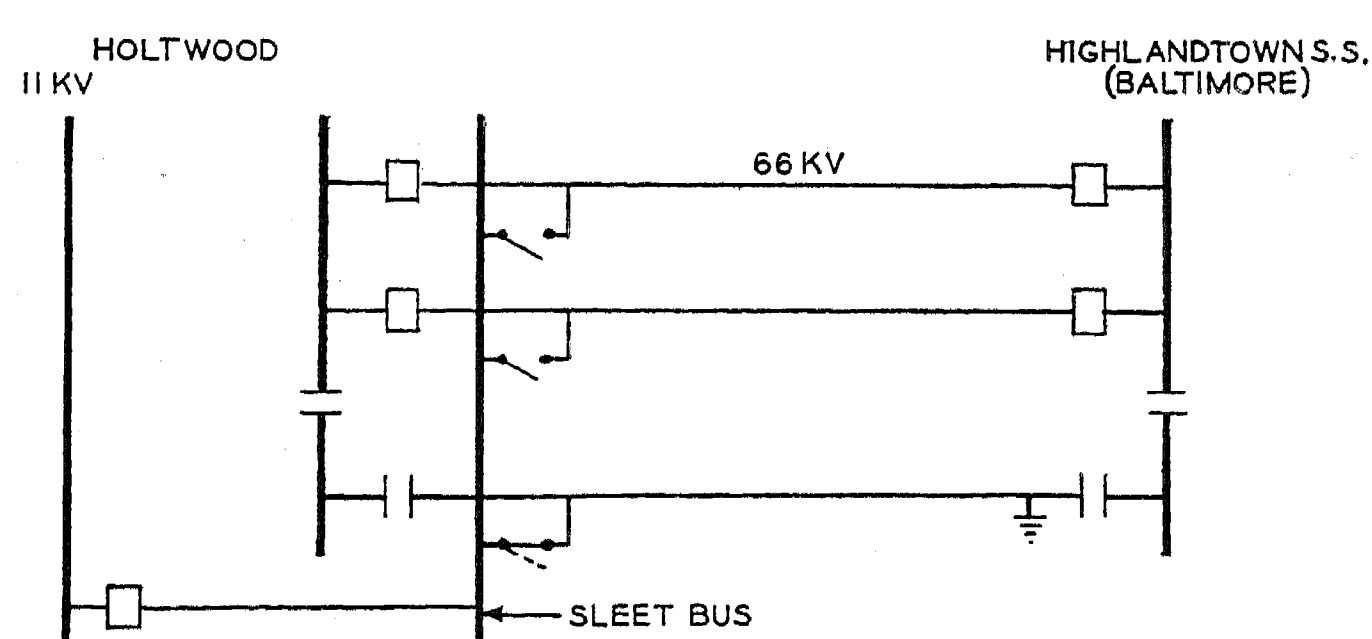 HOLTWOOD
11 KV
HIGHLANDTOWN S.S.
(BALTIMORE)
66 KV
SLEET BUS